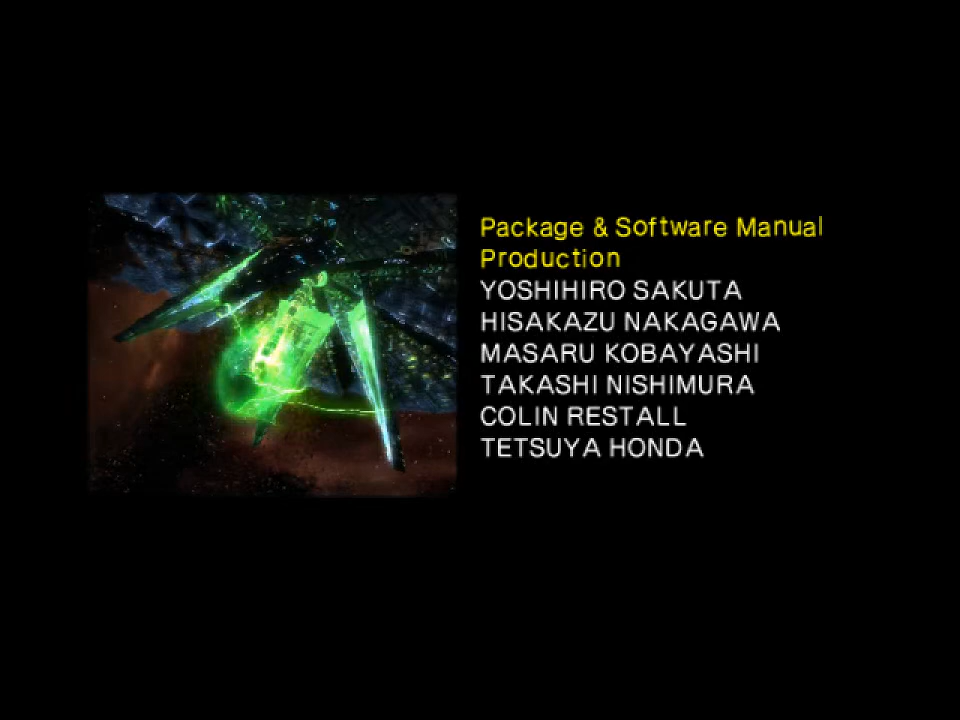 Package & Software Manual
Production
YOSHIHIRO SAKUTA
HISAKAZU NAKAGAWA
MASARU KOBAYASHI
TAKASHI NISHIMURA
COLIN RESTALL
TETSUYA HONDA